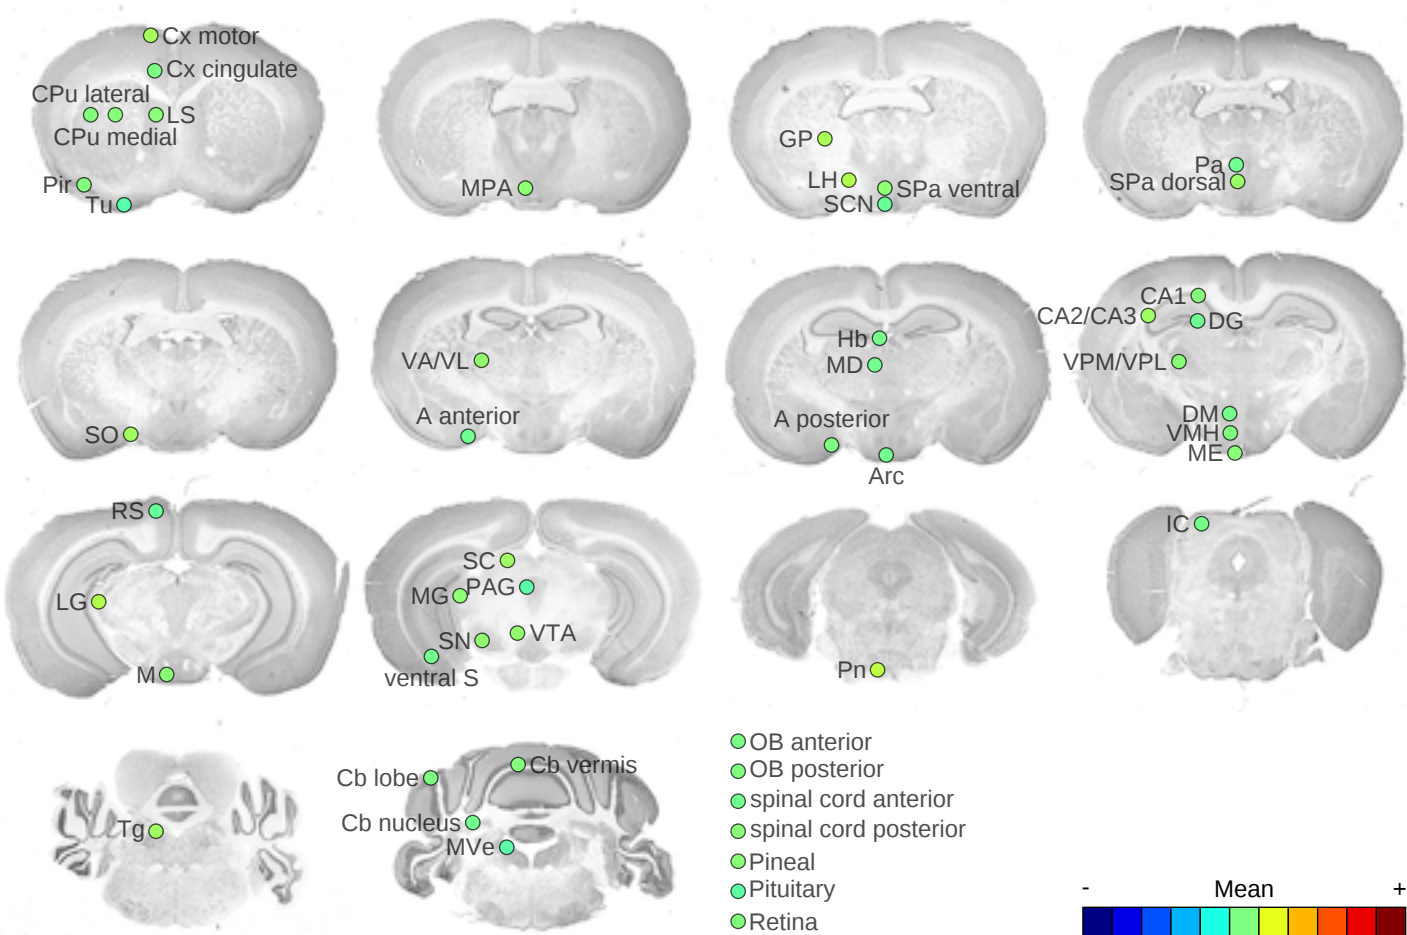 Cx motor
Cx cingulate
CPu lateral
LS
CPu medial
Pir
Tu
MPA
GP
LH
SPa ventral
SCN
Pa
SPa dorsal
SO
VA/VL
A anterior
Hb
MD
A posterior
Arc
CA1
CA2/CA3
DG
VPM/VPL
DM
VMH
ME
RS
LG
M
SC
PAG
MG
SN
VTA
ventral S
Pn
IC
Tg
Cb lobe
Cb vermis
Cb nucleus
MVe
OB anterior
OB posterior
spinal cord anterior
spinal cord posterior
Pineal
Pituitary
Retina
- Mean +